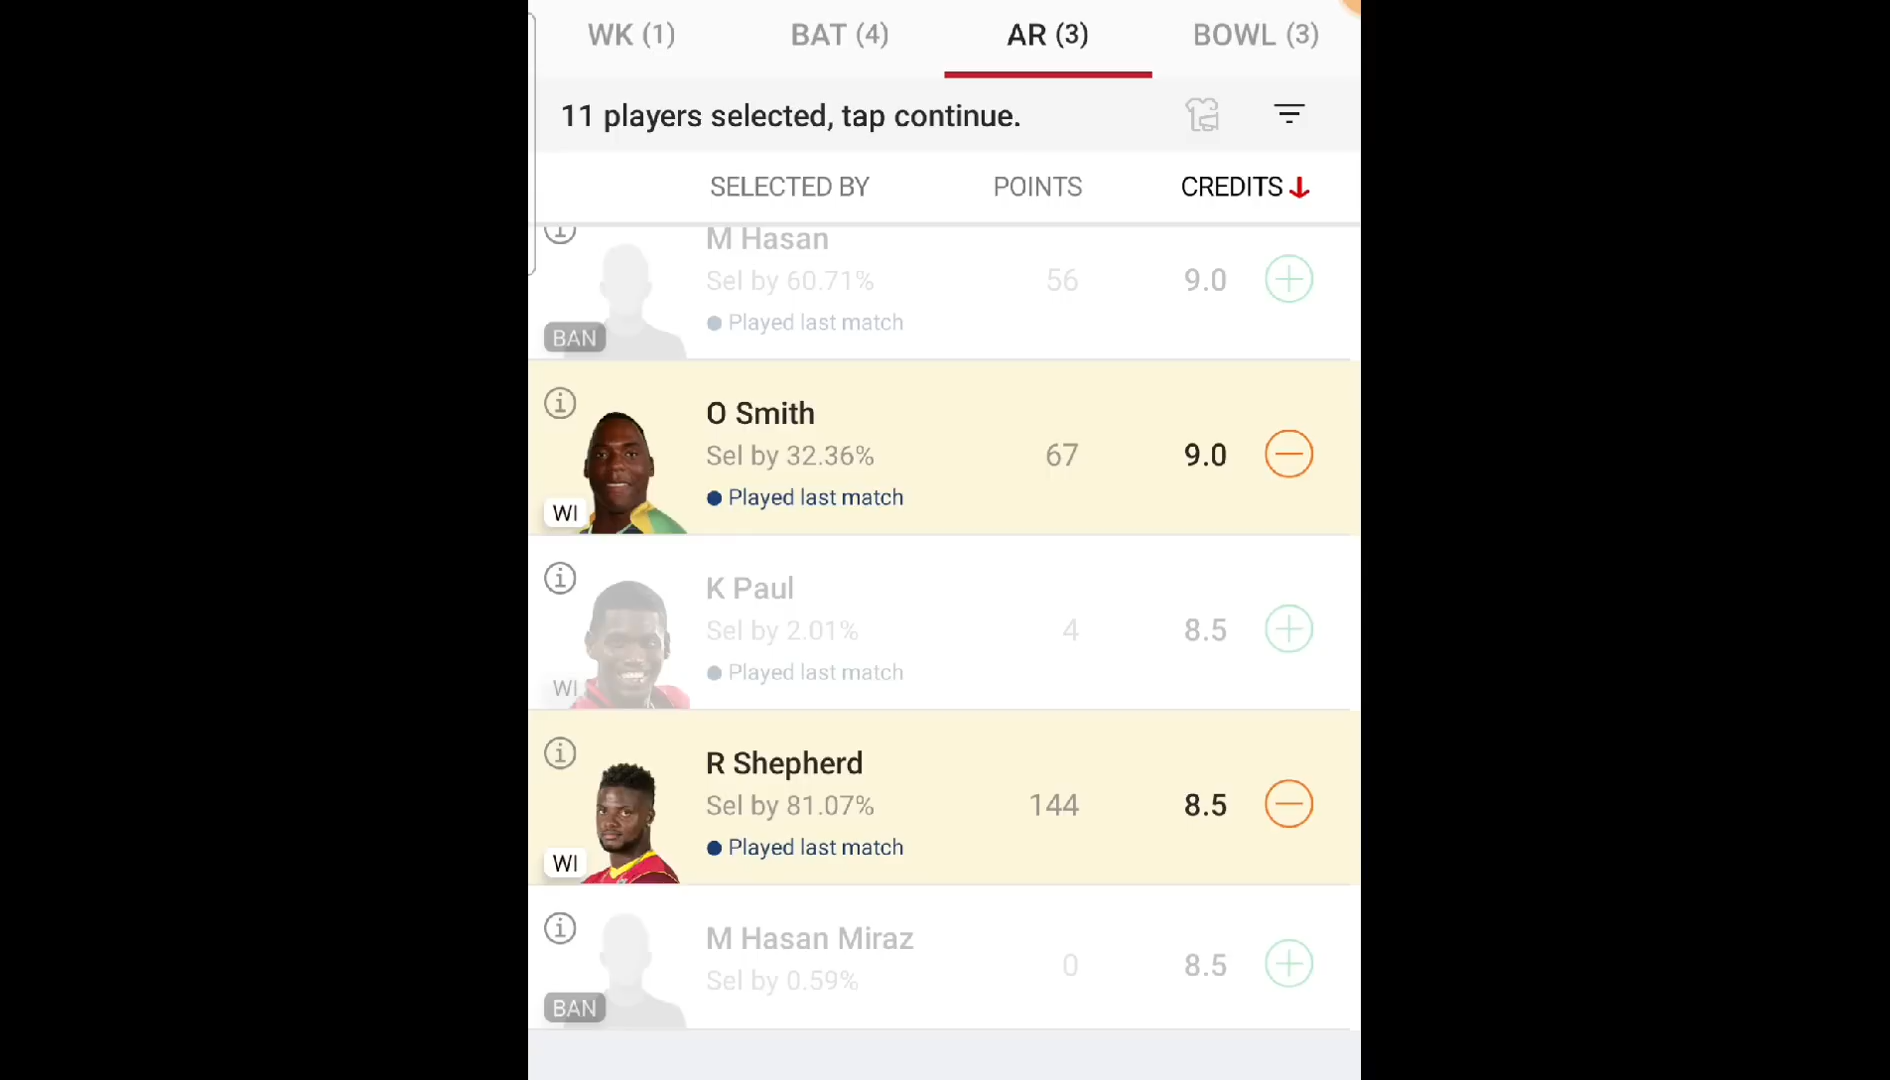 WK (1) BAT (4) AR (3) BOWL (3)
11 players selected, tap continue.
SELECTED BY POINTS CREDITS
M Hasan
Sel by 60.71% 56 9.0
Played last match
BAN
O Smith
Sel by 32.36% 67 9.0
Played last match
WI
K Paul
Sel by 2.01% 4 8.5
Played last match
WI
R Shepherd
Sel by 81.07% 144 8.5
Played last match
WI
M Hasan Miraz
Sel by 0.59% 0 8.5
BAN